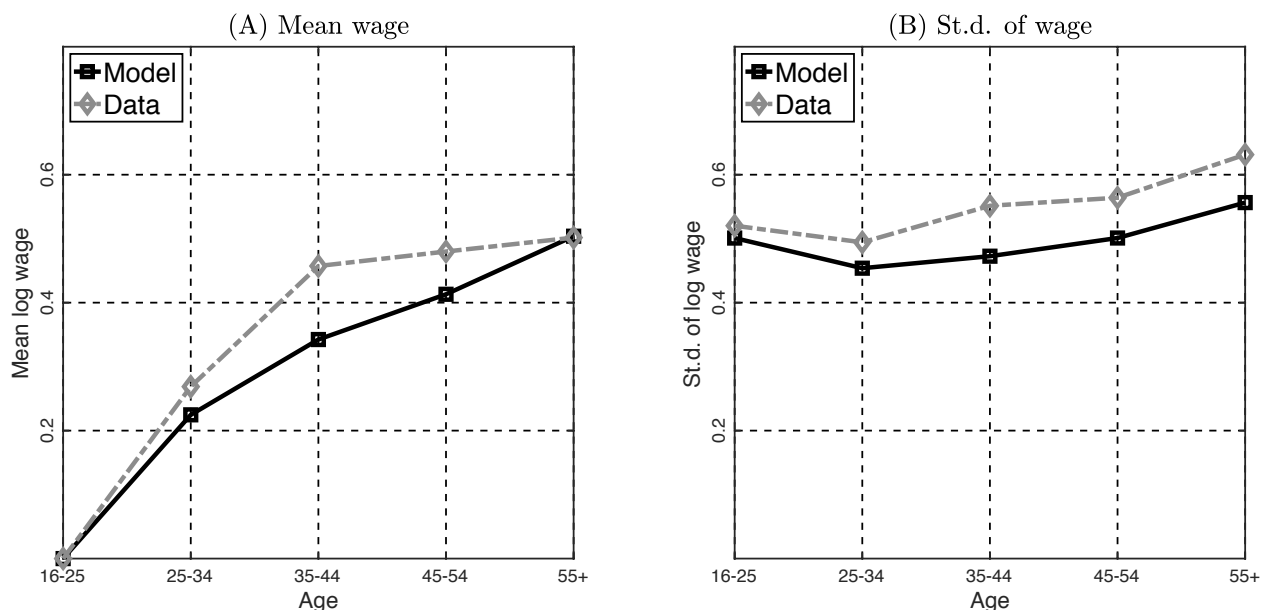 (A) Mean wage
Model
Data
Mean log wage
0.6
0.4
0.2
16-25 25-34 35-44 45-54 55+
Age
(B) St.d. of wage
Model
Data
St.d. of log wage
0.6
0.4
0.2
16-25 25-34 35-44 45-54 55+
Age